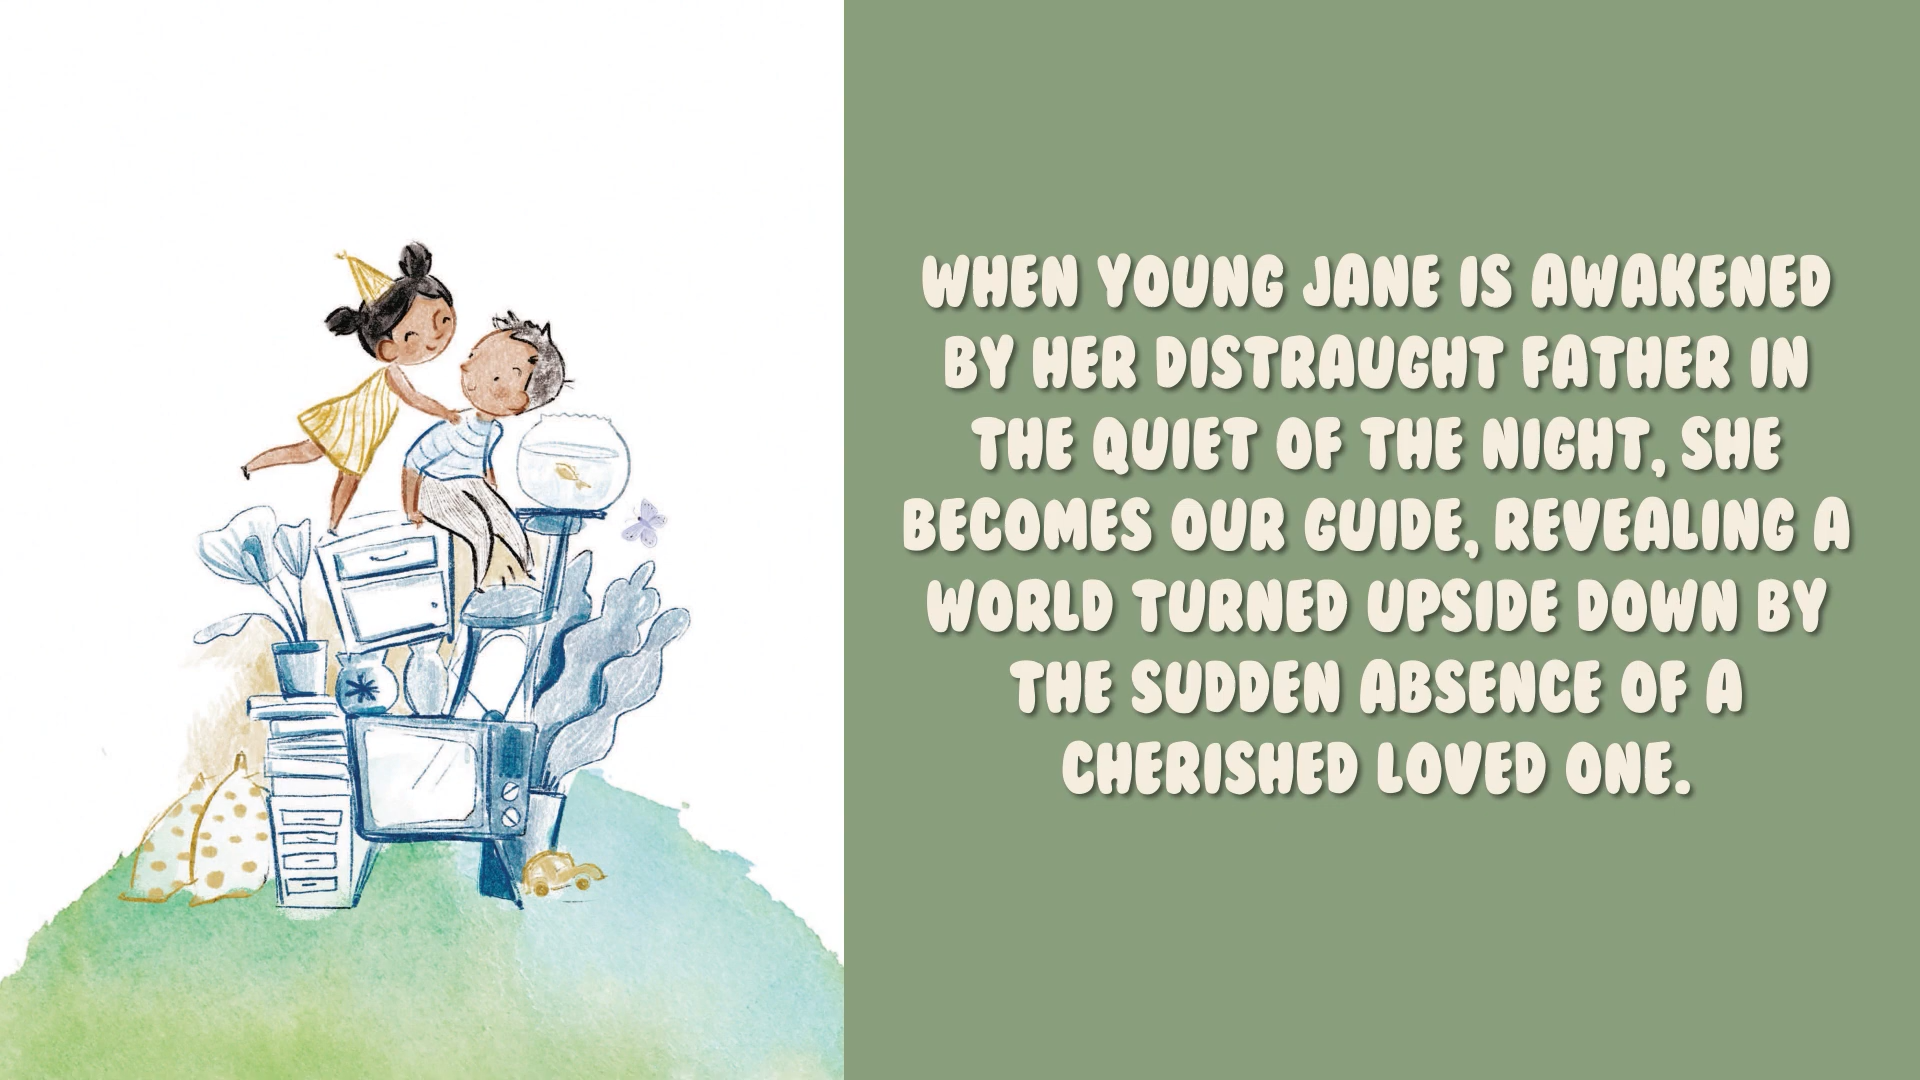 WHEN YOUNG JANE IS AWAKENED
BY HER DISTRAUGHT FATHER IN
THE QUIET OF THE NIGHT, SHE
BECOMES OUR GUIDE, REVEALING A
WORLD TURNED UPSIDE DOWN BY
THE SUDDEN ABSENCE OF A
CHERISHED LOVED ONE.